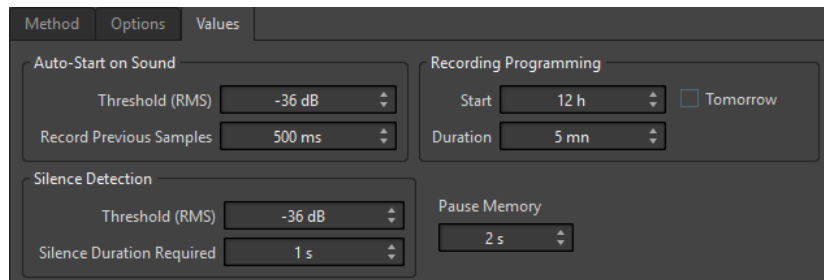 Method Options Values
Auto-Start on Sound
Threshold (RMS) -36 dB
Record Previous Samples 500 ms
Recording Programming
Start 12 h Tomorrow
Duration 5 mn
Silence Detection
Threshold (RMS) -36 dB
Silence Duration Required 1 s
Pause Memory
2 s